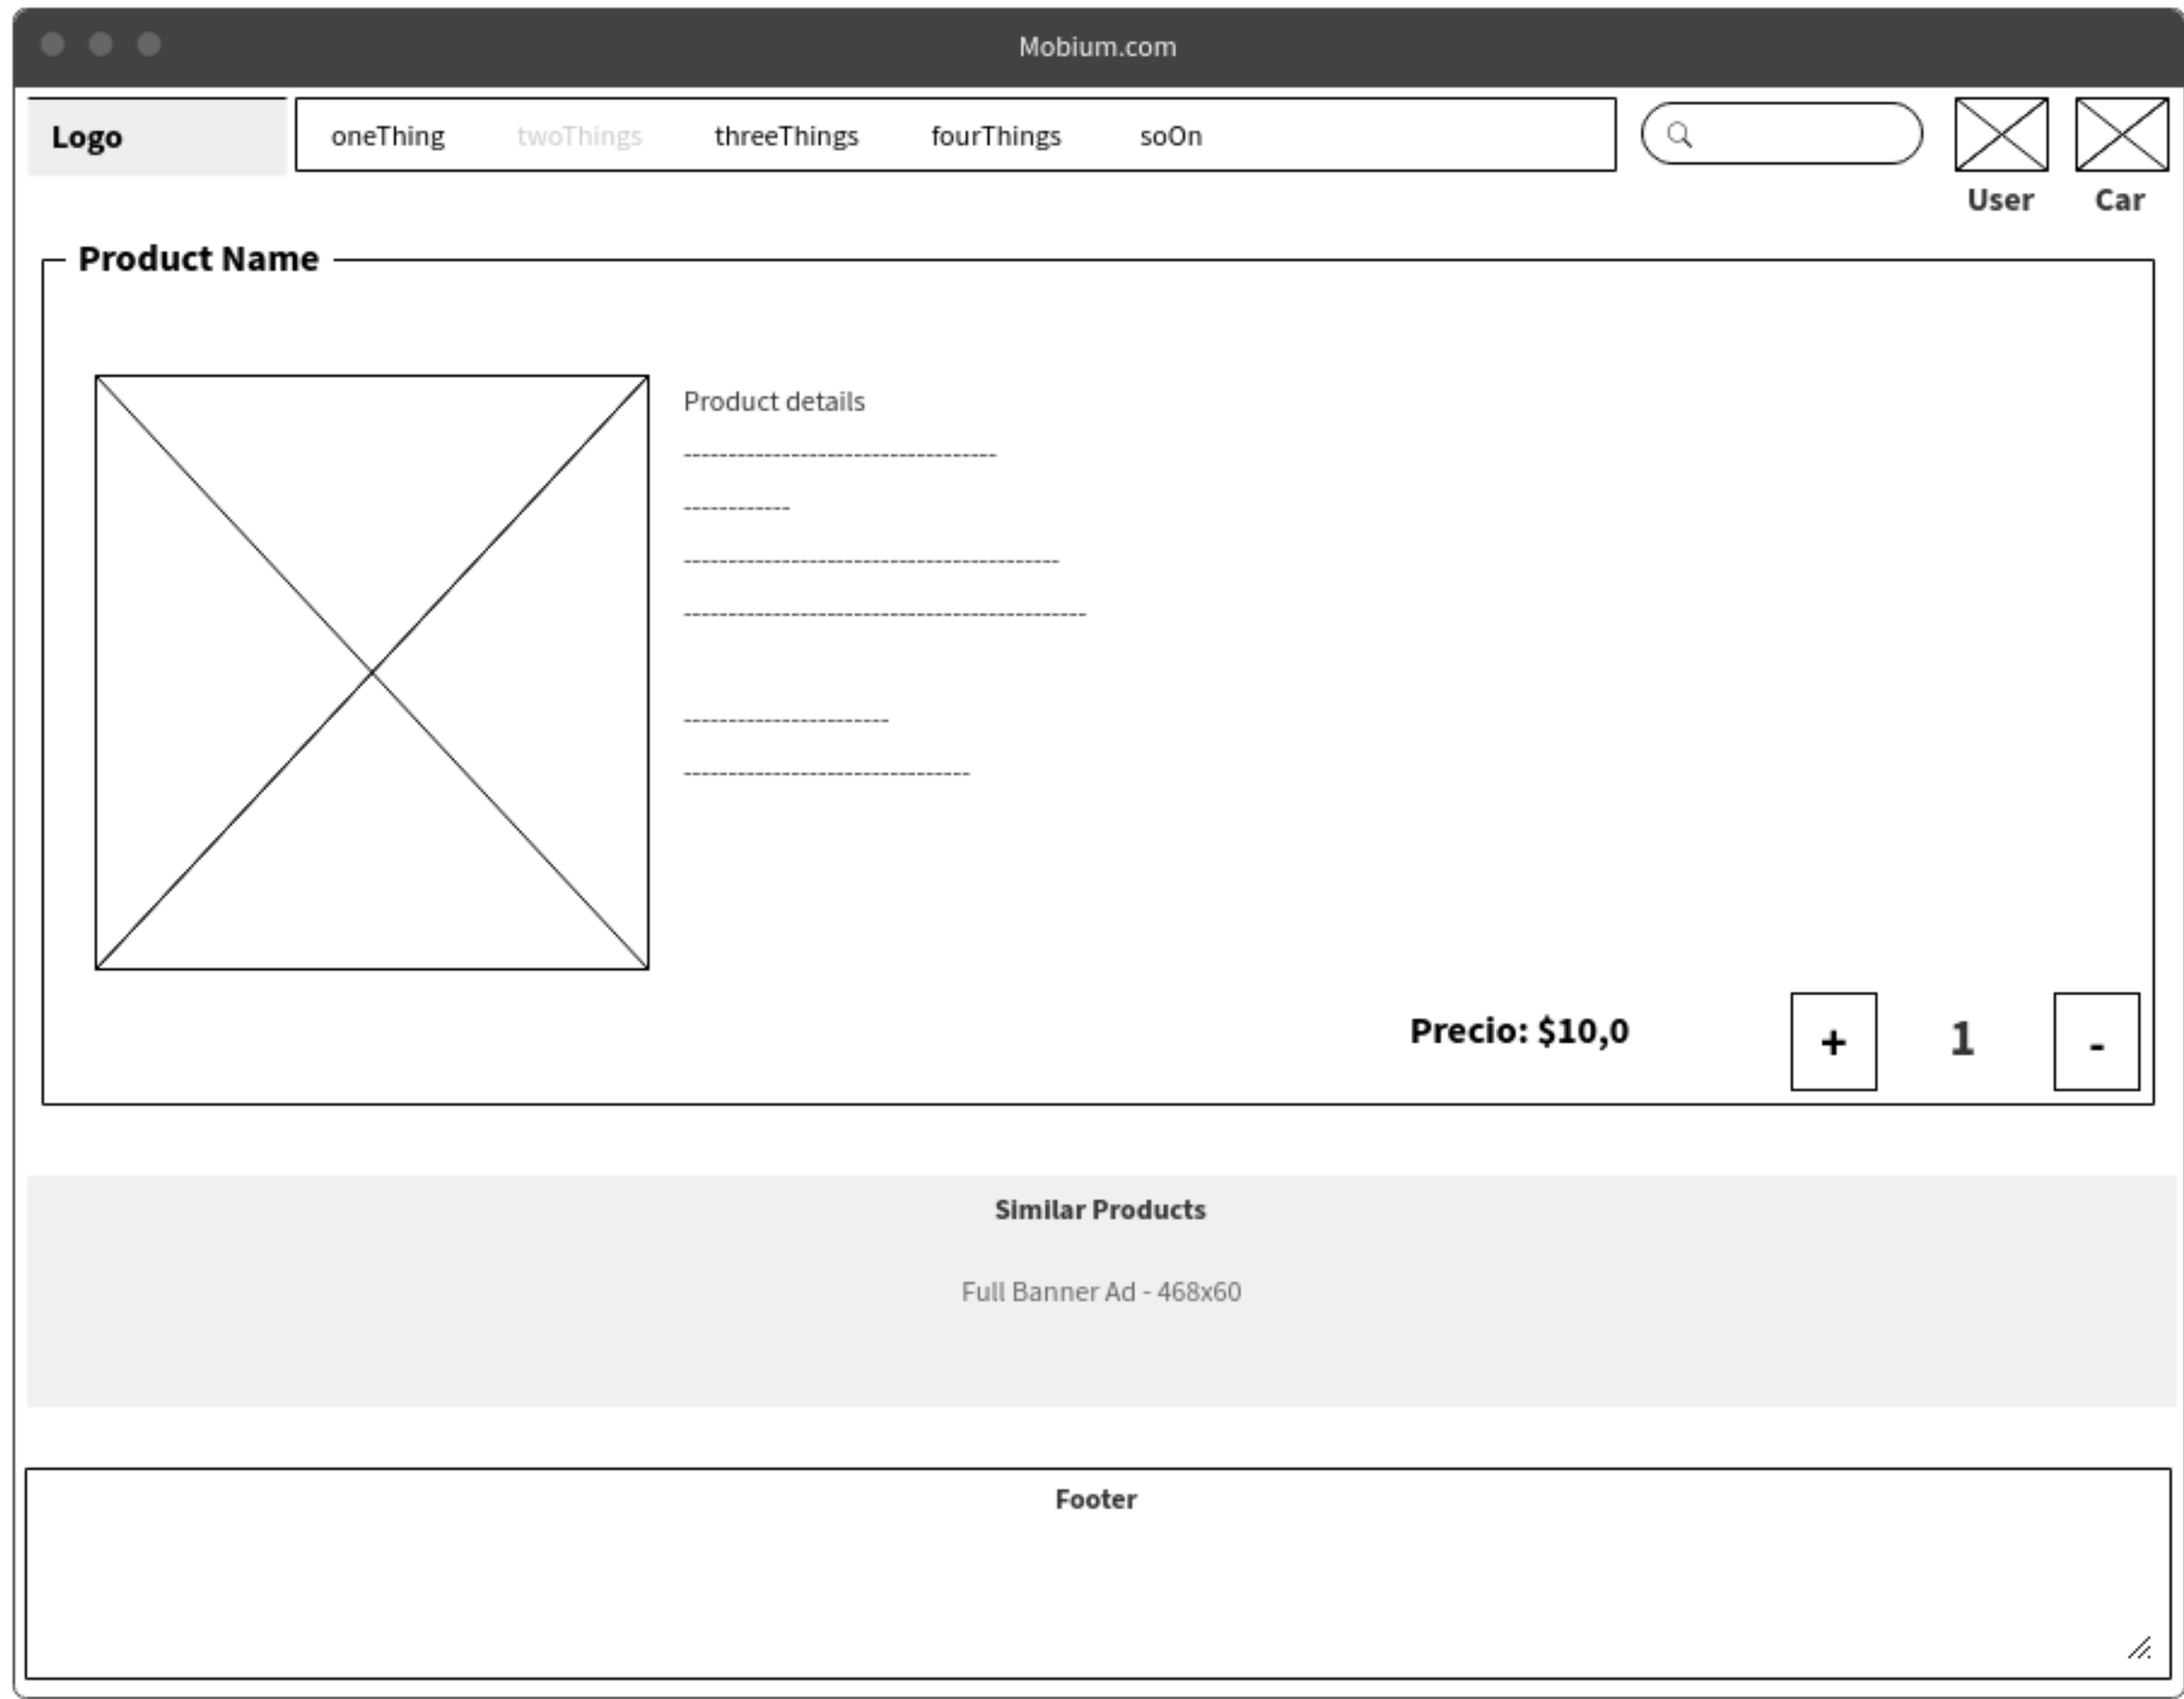 Mobium.com
Logo
oneThing twoThings threeThings fourThings soOn
User Car
Product Name
Product details
Precio: $10,0
+ 1 -
Similar Products
Full Banner Ad - 468x60
Footer